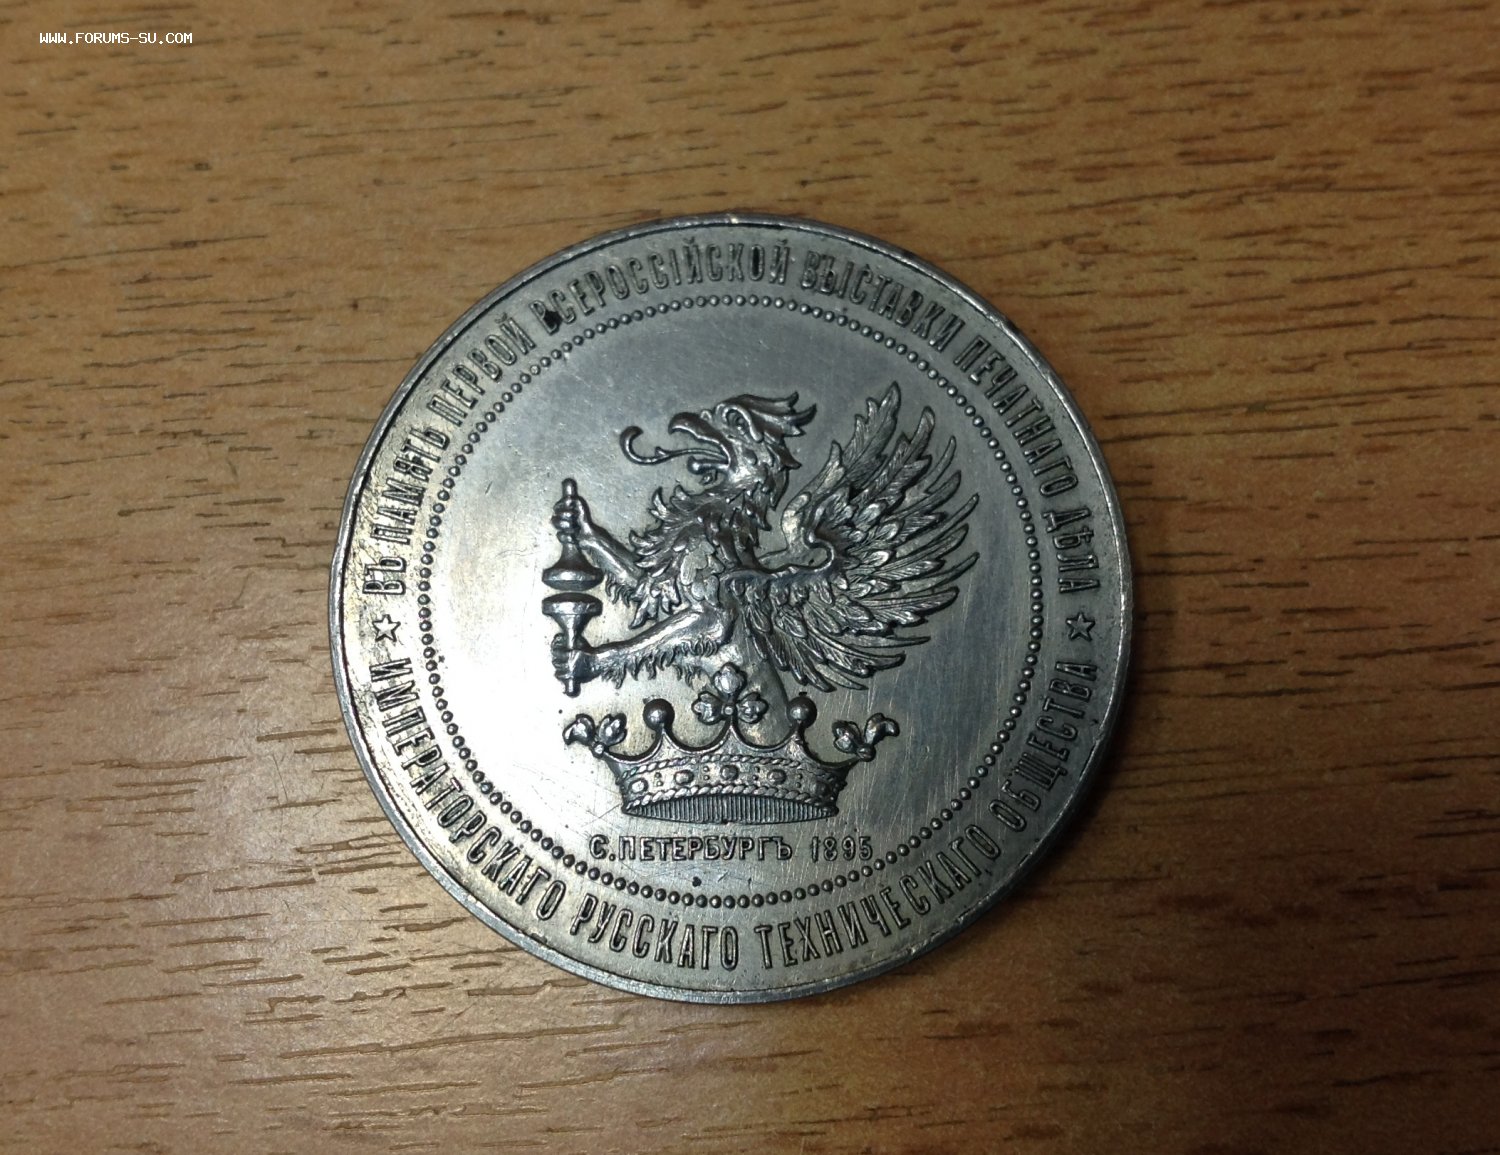 WWW.FORUMS-SU.COM
ВЪ ПАМЯТЬ ПЕРВОЙ ВСЕРОССІЙСКОЙ ВЫСТАВКИ ПЕЧАТНАГО ДѢЛА
ИМПЕРАТОРСКАГО РУССКАГО ТЕХНИЧЕСКАГО ОБЩЕСТВА
С.ПЕТЕРБУРГЪ 1895